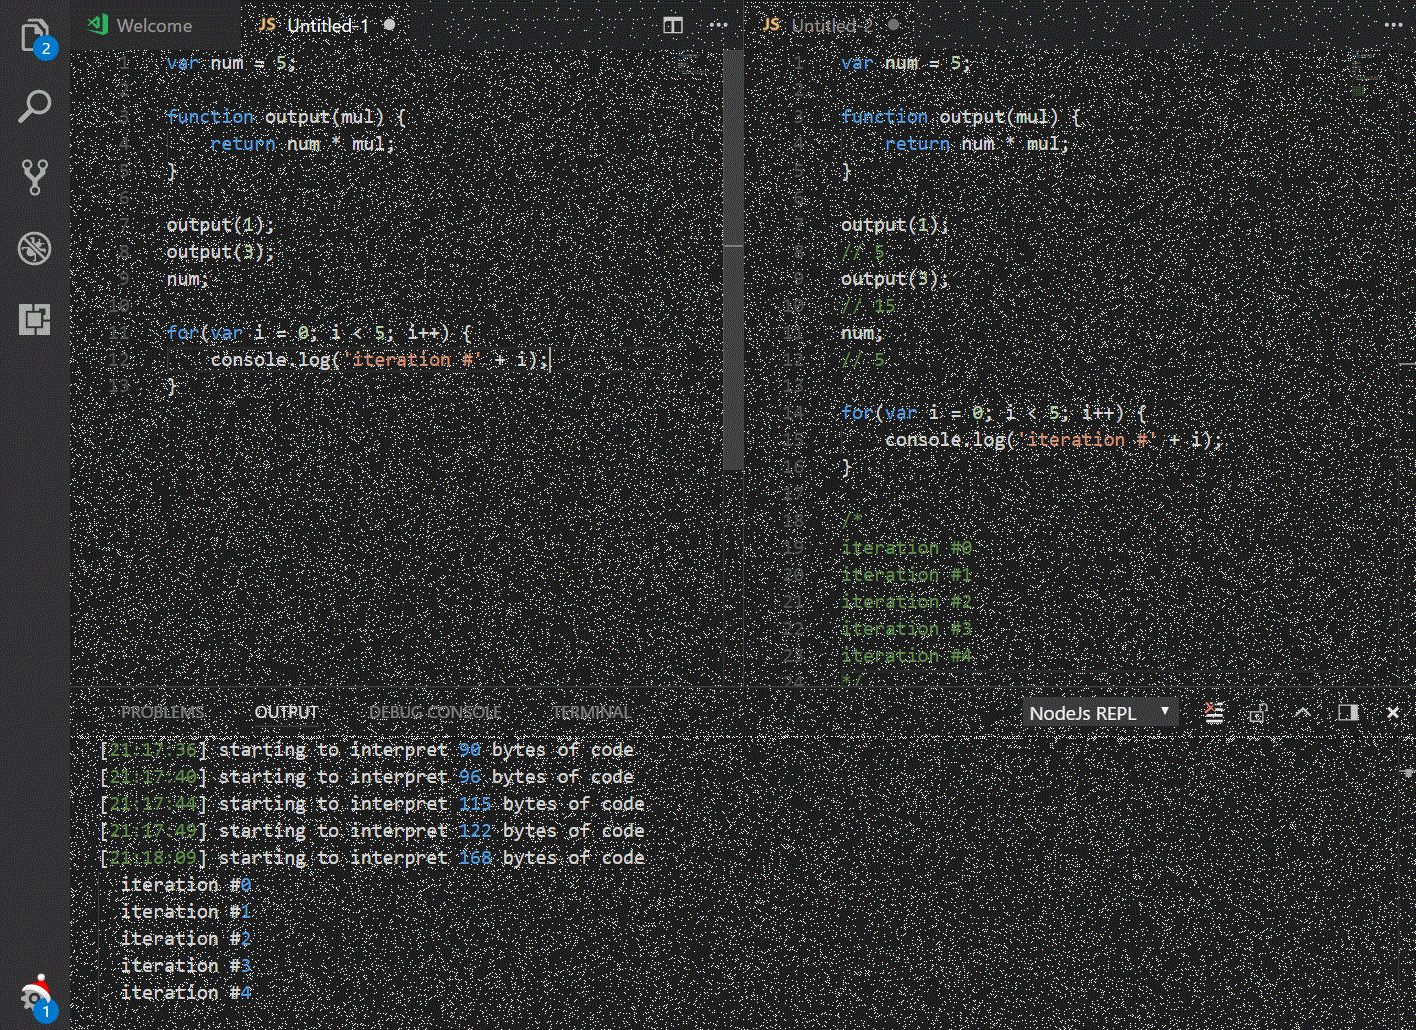 Welcome
JS Untitled-1
1 var num = 5;
2
3 function output(mul) {
4 return num * mul;
5 }
6
7 output(1);
8 output(3);
9 num;
10
11 for(var i = 0; i < 5; i++) {
12 console.log('iteration #' + i);
13 }
JS Untitled-2
1 var num = 5;
2
3 function output(mul) {
4 return num * mul;
5 }
6
7 output(1);
8 // 5
9 output(3);
10 // 15
11 num;
12 // 5
13
14 for(var i = 0; i < 5; i++) {
15 console.log('iteration #' + i);
16 }
17
18 /*
19 iteration #0
20 iteration #1
21 iteration #2
22 iteration #3
23 iteration #4
24 */
PROBLEMS OUTPUT DEBUG CONSOLE TERMINAL NodeJs REPL
[21:17:36] starting to interpret 90 bytes of code
[21:17:40] starting to interpret 96 bytes of code
[21:17:44] starting to interpret 115 bytes of code
[21:17:49] starting to interpret 122 bytes of code
[21:18:09] starting to interpret 168 bytes of code
iteration #0
iteration #1
iteration #2
iteration #3
iteration #4
2
1